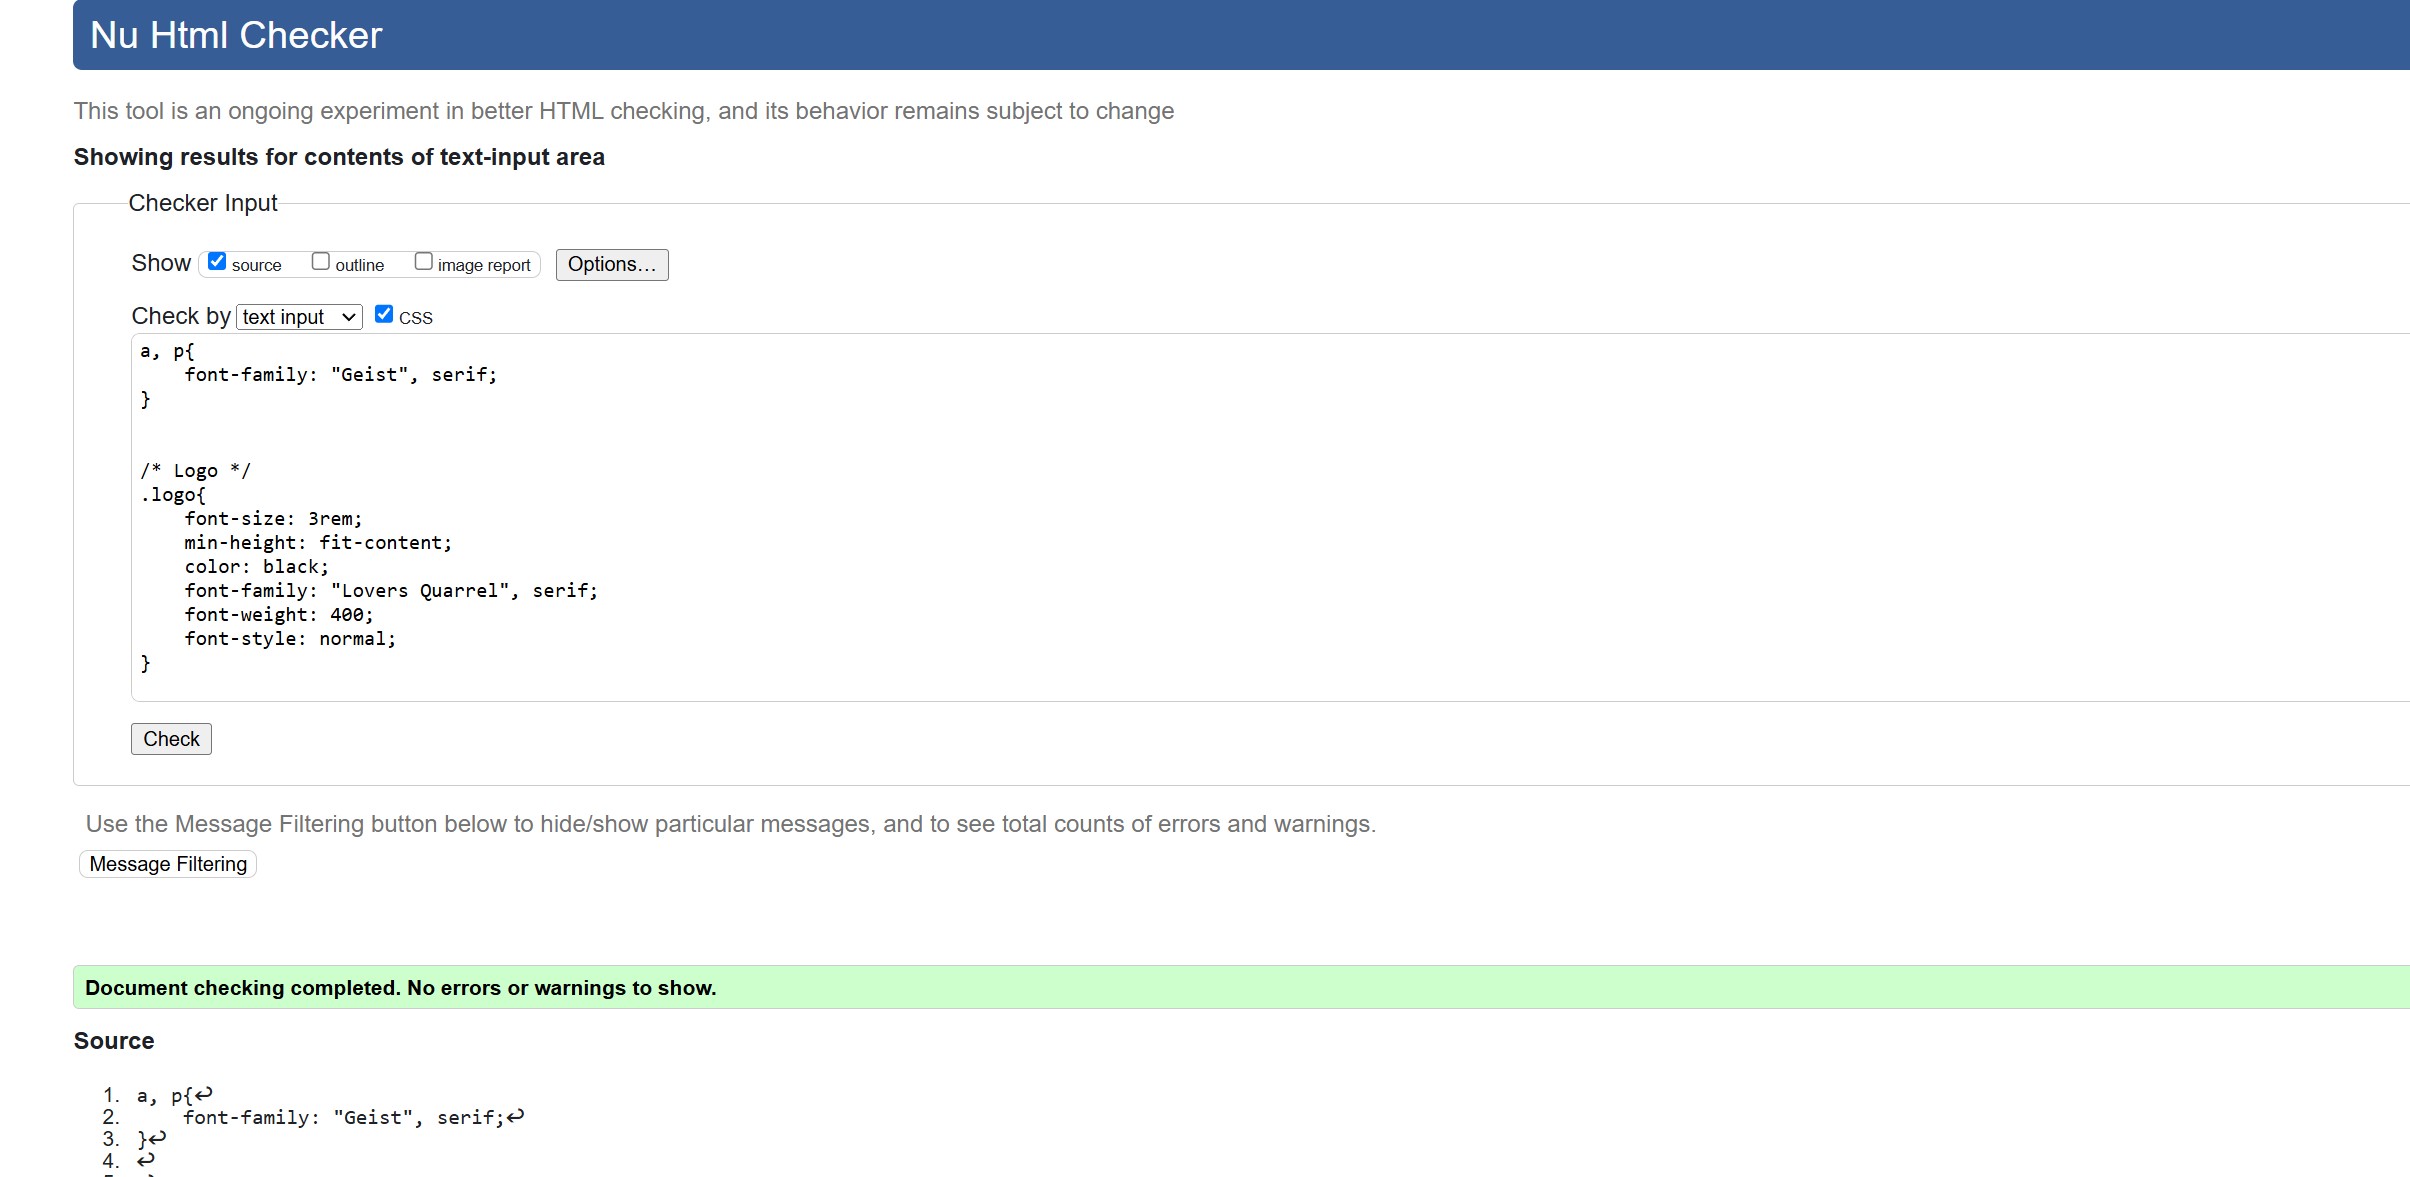 Nu Html Checker
This tool is an ongoing experiment in better HTML checking, and its behavior remains subject to change
Showing results for contents of text-input area
Checker Input
Show source outline image report Options...
Check by text input CSS
a, p{
    font-family: "Geist", serif;
}
/* Logo */
.logo{
    font-size: 3rem;
    min-height: fit-content;
    color: black;
    font-family: "Lovers Quarrel", serif;
    font-weight: 400;
    font-style: normal;
}
Check
Use the Message Filtering button below to hide/show particular messages, and to see total counts of errors and warnings.
Message Filtering
Document checking completed. No errors or warnings to show.
Source
1. a, p{↩
2.     font-family: "Geist", serif;↩
3. }↩
4. ↩